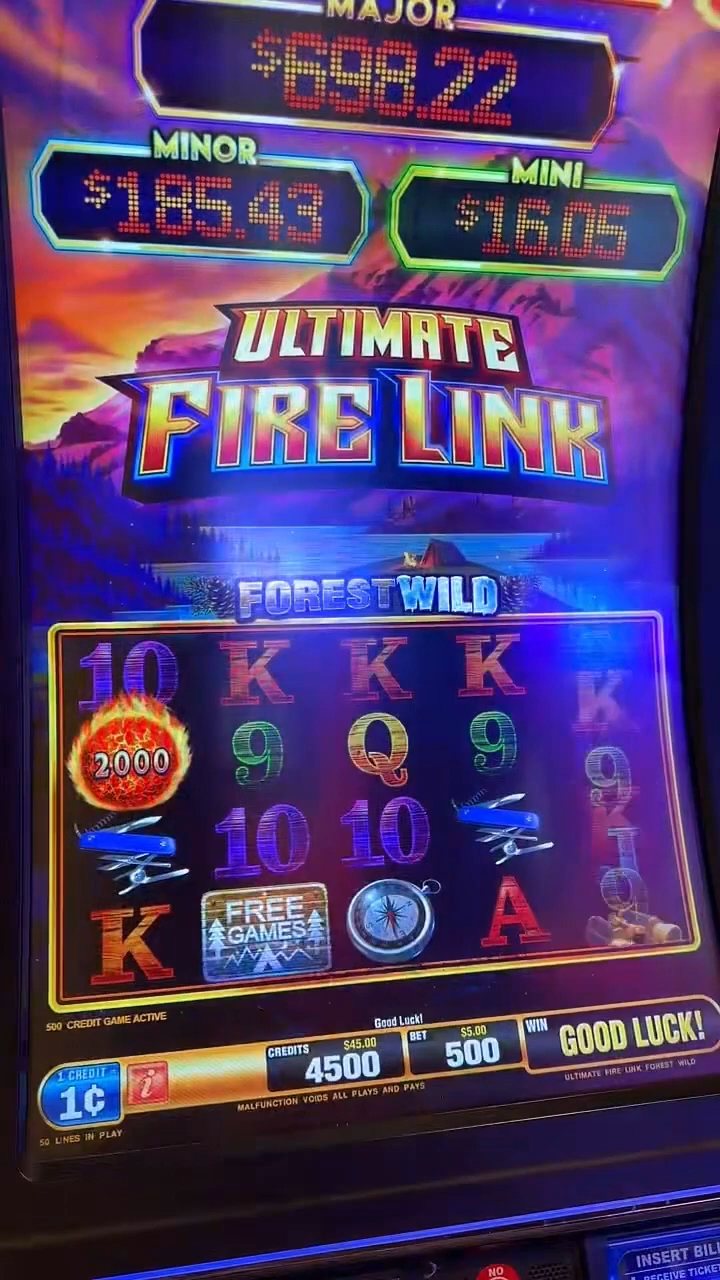 MAJOR
$698.22
MINOR
$185.43
MINI
$16.05
ULTIMATE
FIRE LINK
FOREST WILD
10 K K K K
2000 9 Q 9 9
10 10
K FREE GAMES A
500 CREDIT GAME ACTIVE
Good Luck!
1 CREDIT =
1¢
i
CREDITS $45.00
4500
BET $5.00
500
WIN GOOD LUCK!
ULTIMATE FIRE LINK FOREST WILD
MALFUNCTION VOIDS ALL PLAYS AND PAYS
50 LINES IN PLAY
NO
INSERT BILL
RECEIVE TICKET